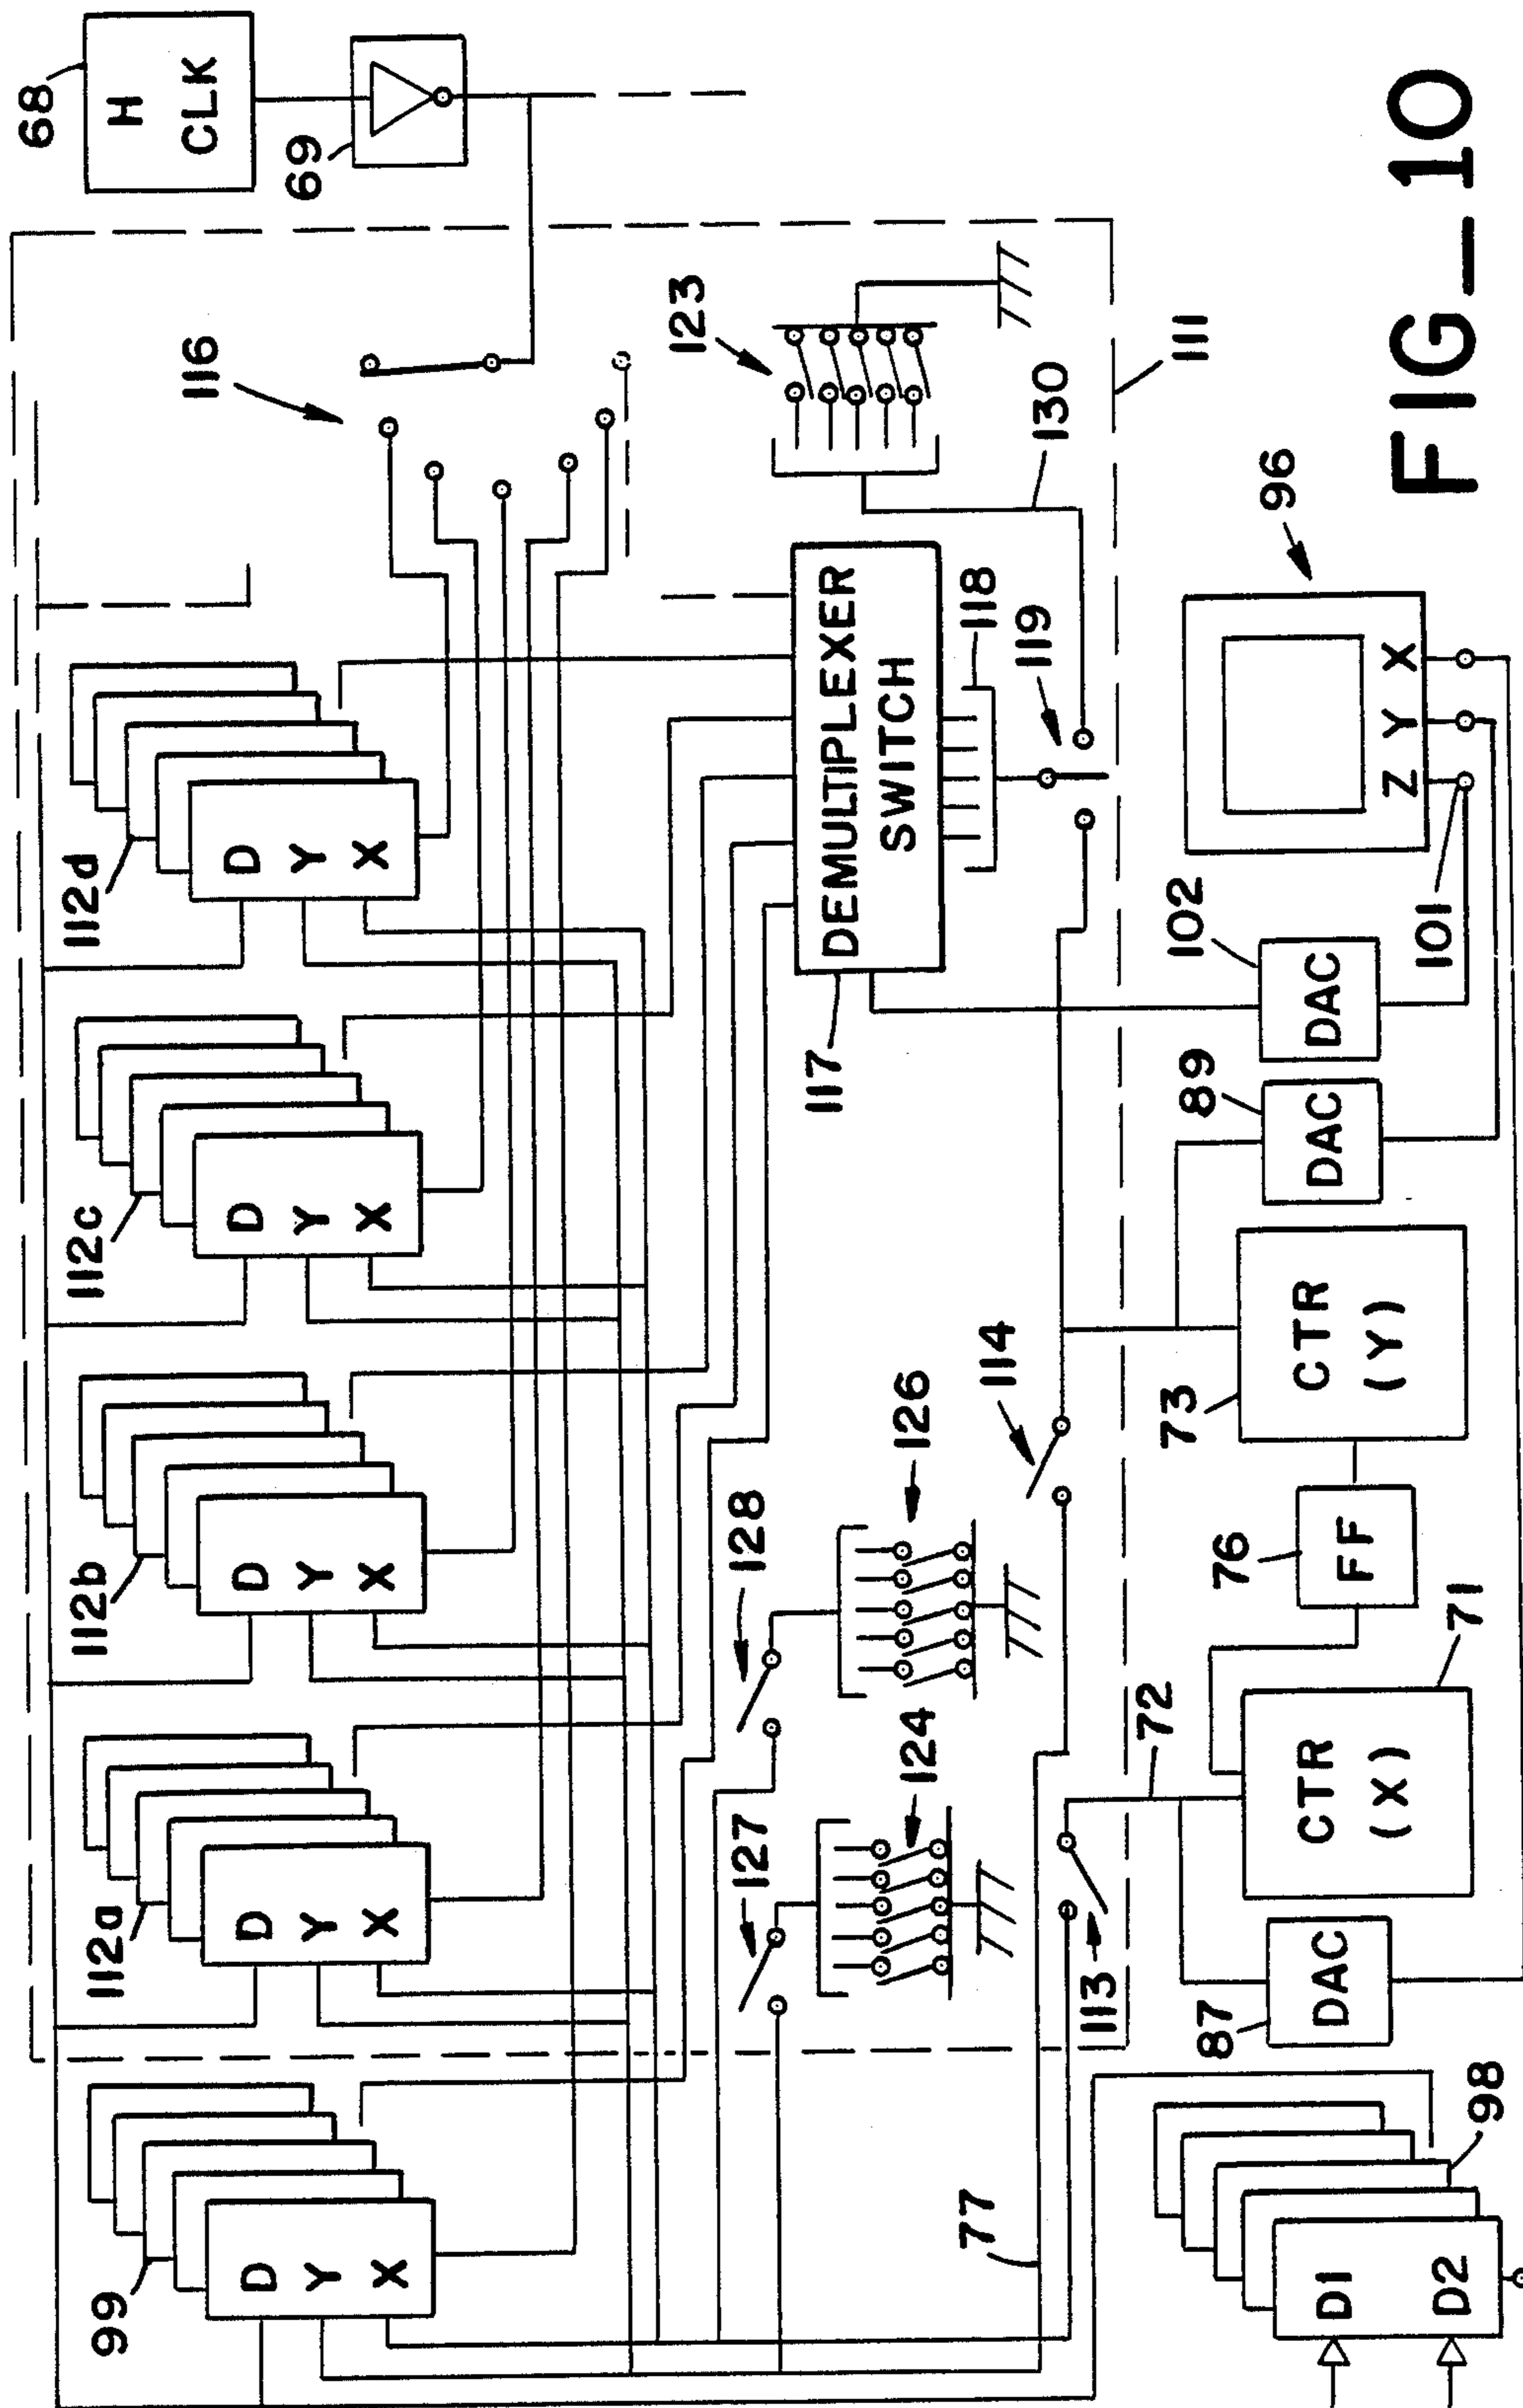 68
H
CLK
69
116
123
130
111
112d
D
Y
X
112c
D
Y
X
112b
D
Y
X
112a
D
Y
X
99
D
Y
X
DEMULTIPLEXER
SWITCH
117
118
119
128
126
127
124
114
113
72
77
96
Z Y X
101
102
DAC
89
DAC
73
CTR
(Y)
76
FF
71
CTR
(X)
87
DAC
98
D1
D2
FIG_10